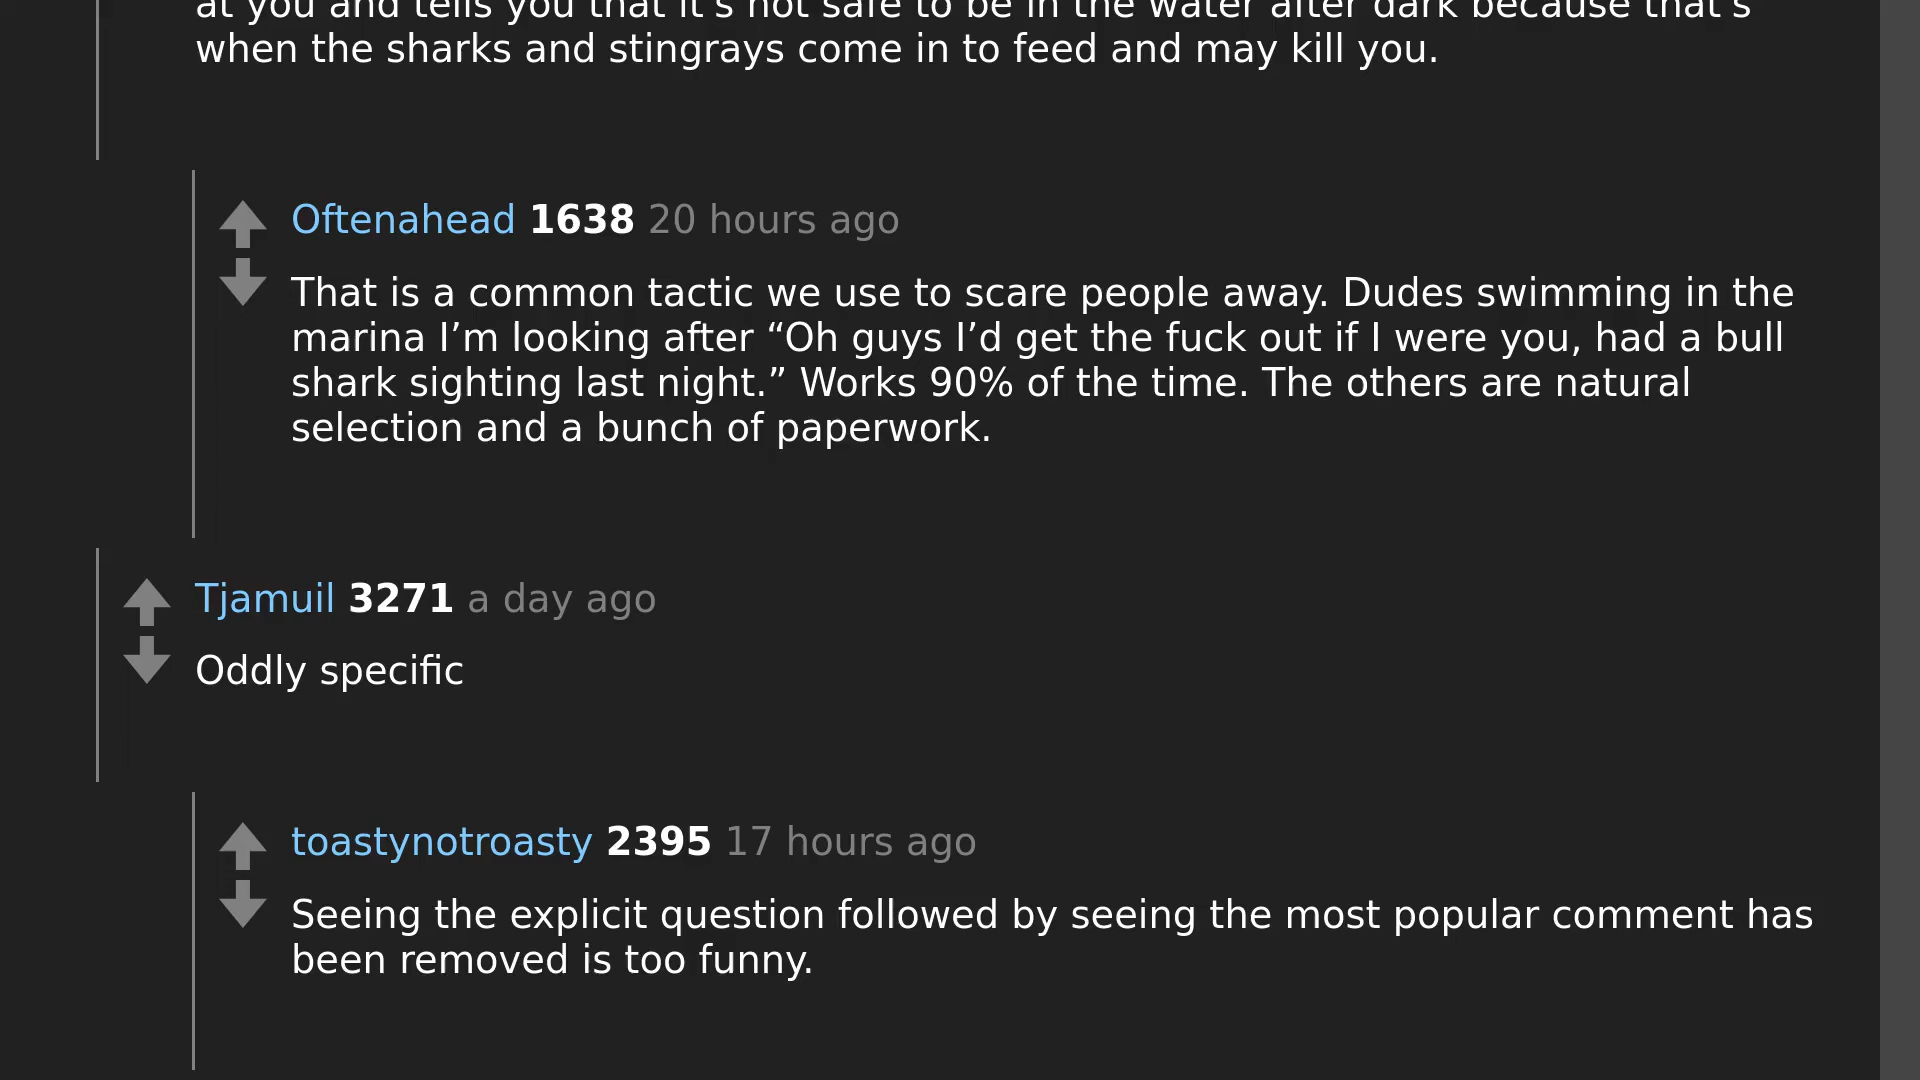 at you and tells you that it's not safe to be in the water after dark because that's
when the sharks and stingrays come in to feed and may kill you.
Oftenahead 1638 20 hours ago
That is a common tactic we use to scare people away. Dudes swimming in the
marina I’m looking after “Oh guys I’d get the fuck out if I were you, had a bull
shark sighting last night.” Works 90% of the time. The others are natural
selection and a bunch of paperwork.
Tjamuil 3271 a day ago
Oddly specific
toastynotroasty 2395 17 hours ago
Seeing the explicit question followed by seeing the most popular comment has
been removed is too funny.